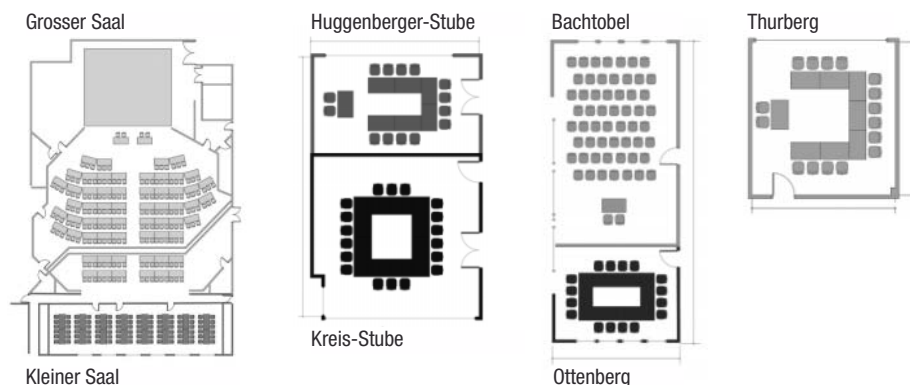 Grosser Saal
Huggenberger-Stube
Bachtobel
Thurberg
Kreis-Stube
Kleiner Saal
Ottenberg